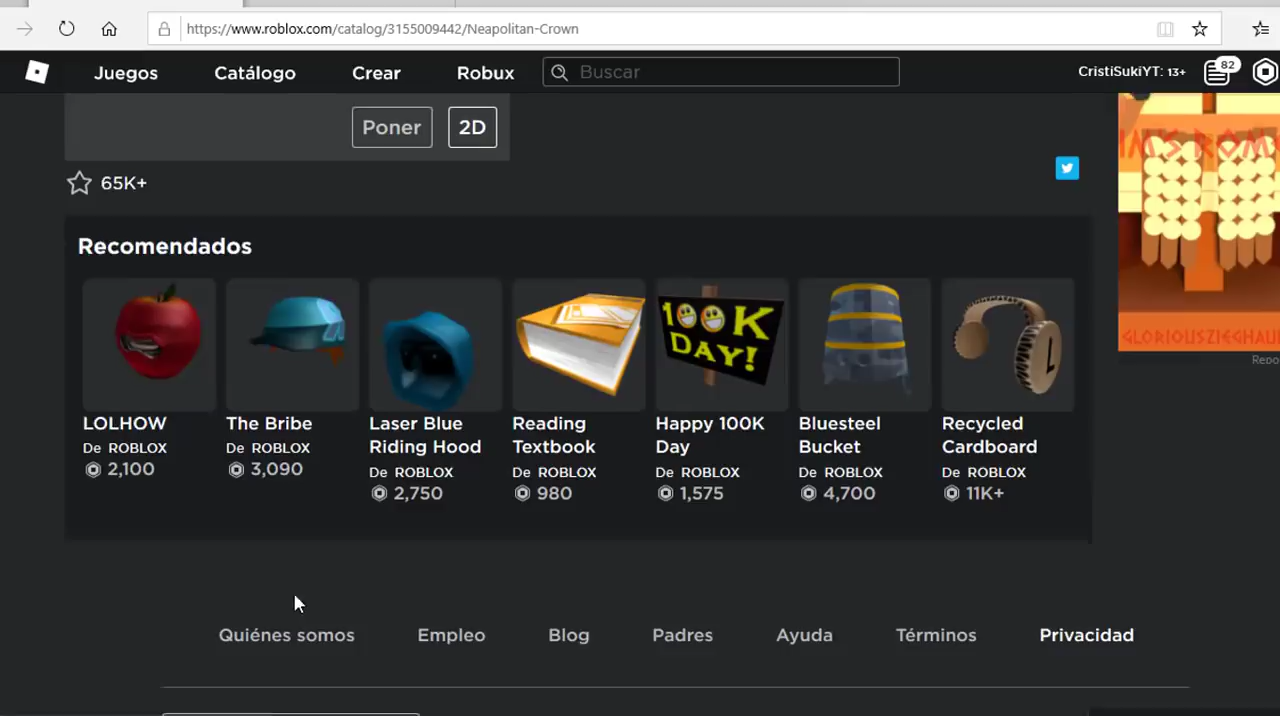 https://www.roblox.com/catalog/3155009442/Neapolitan-Crown
Juegos Catálogo Crear Robux Buscar CristiSukiYT: 13+ 82
Poner 2D
65K+
Recomendados
100K DAY!
L
LOLHOW
De ROBLOX
2,100
The Bribe
De ROBLOX
3,090
Laser Blue
Riding Hood
De ROBLOX
2,750
Reading
Textbook
De ROBLOX
980
Happy 100K
Day
De ROBLOX
1,575
Bluesteel
Bucket
De ROBLOX
4,700
Recycled
Cardboard
De ROBLOX
11K+
GLORIOUSZIEGHAU
Repo
Quiénes somos Empleo Blog Padres Ayuda Términos Privacidad